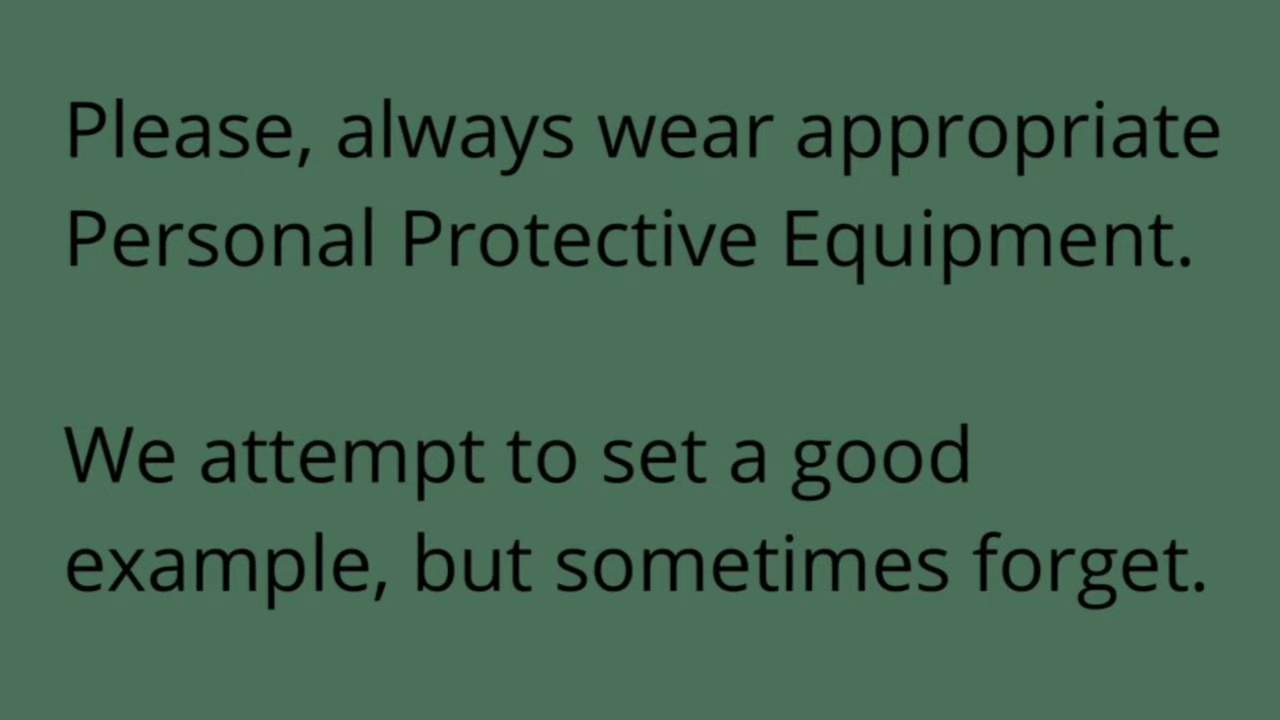 Please, always wear appropriate
Personal Protective Equipment.
We attempt to set a good
example, but sometimes forget.